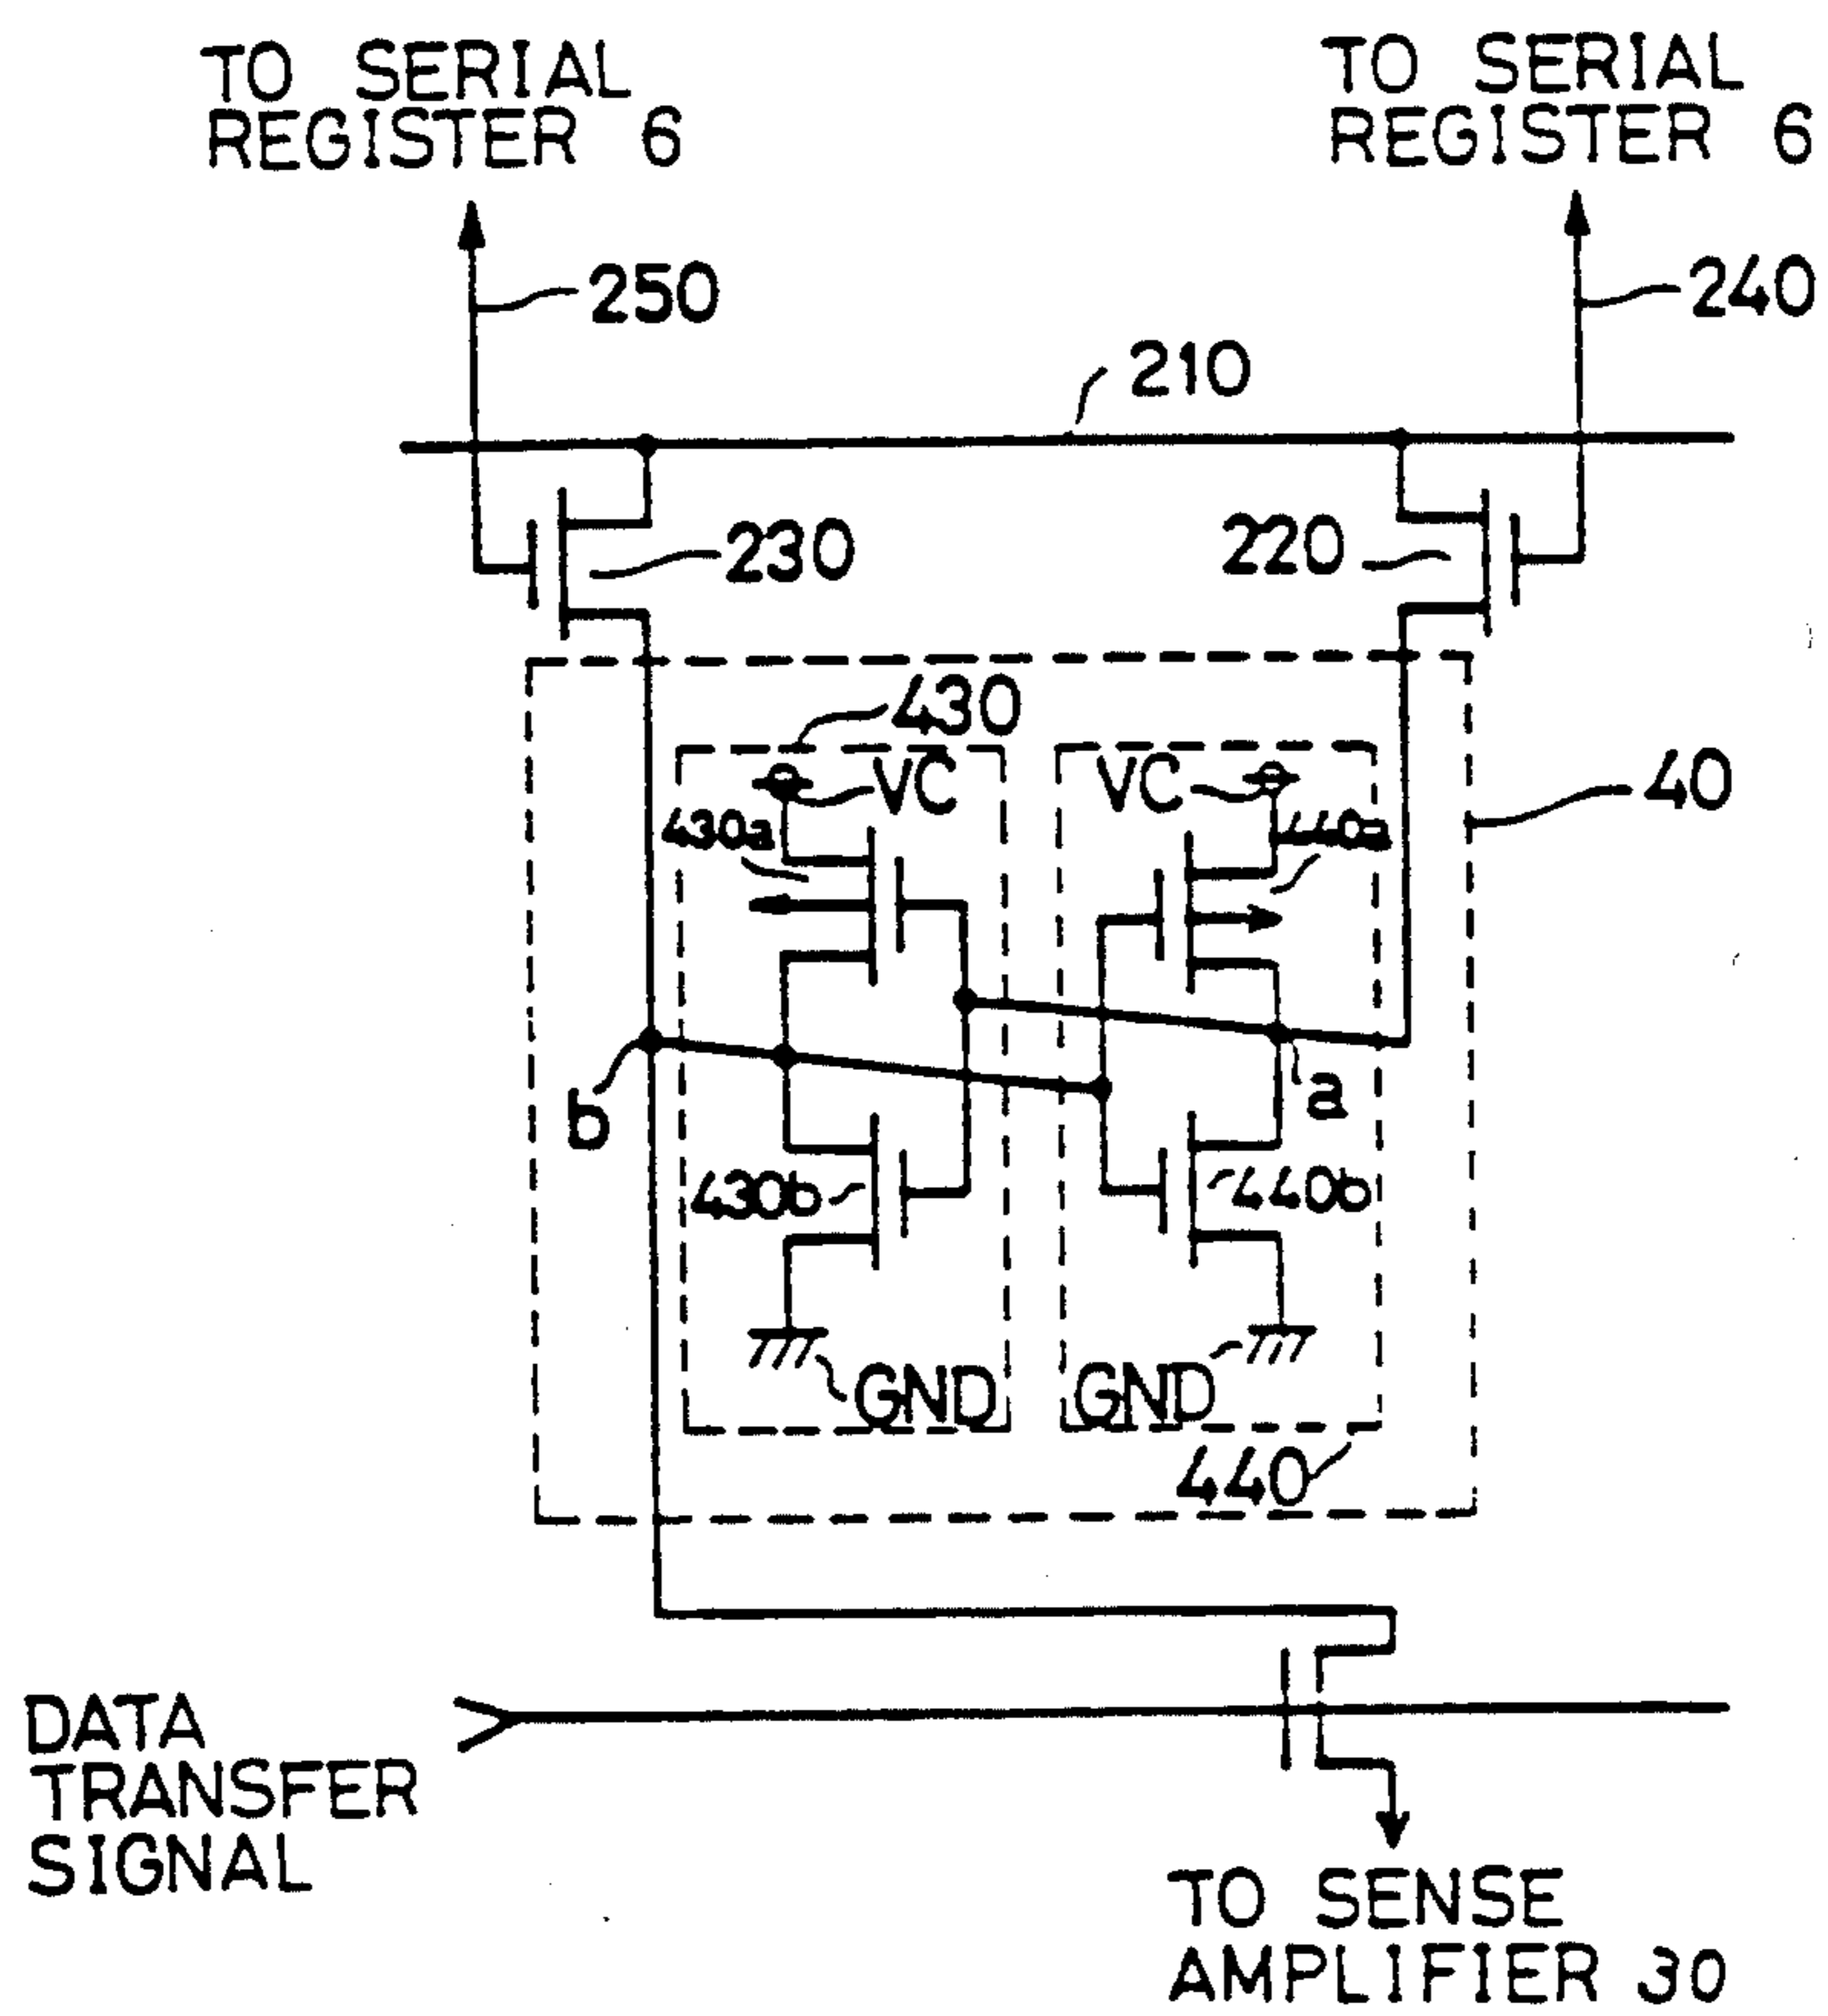 TO SERIAL
REGISTER 6
TO SERIAL
REGISTER 6
250
240
210
230
220
430
VC
VC
40
430a
440a
b
a
430b
440b
GND
GND
440
DATA
TRANSFER
SIGNAL
TO SENSE
AMPLIFIER 30